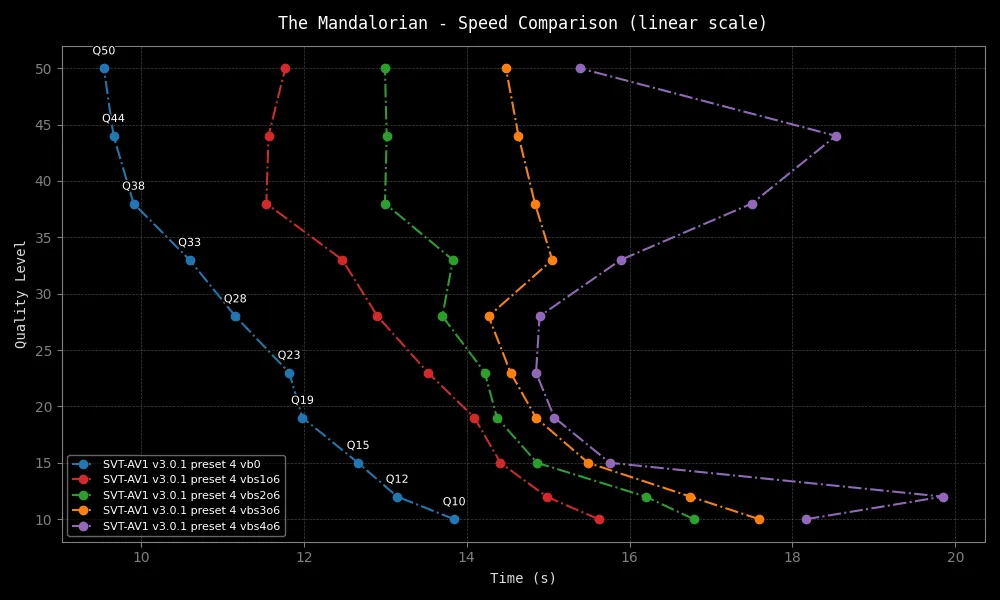 The Mandalorian - Speed Comparison (linear scale)
Q50
Q44
Q38
Q33
Q28
Q23
Q19
Q15
Q12
Q10
50
45
40
35
30
25
20
15
10
Quality Level
SVT-AV1 v3.0.1 preset 4 vb0
SVT-AV1 v3.0.1 preset 4 vbs1o6
SVT-AV1 v3.0.1 preset 4 vbs2o6
SVT-AV1 v3.0.1 preset 4 vbs3o6
SVT-AV1 v3.0.1 preset 4 vbs4o6
10 12 14 16 18 20
Time (s)